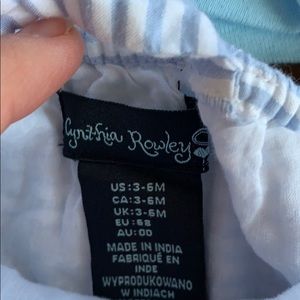 Cynthia Rowley
US:3-6M
CA:3-6M
UK:3-6M
EU:68
AU:00
MADE IN INDIA
FABRIQUÉ EN
INDE
WYPRODUKOWANO
W INDIACH